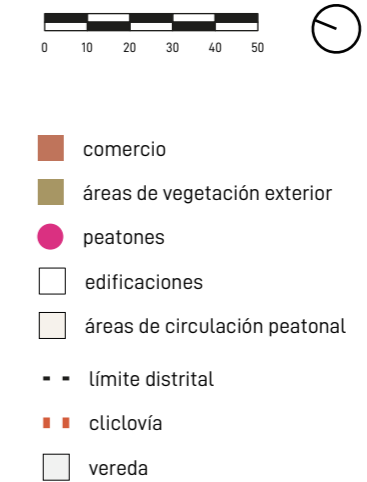 0 10 20 30 40 50
comercio
áreas de vegetación exterior
peatones
edificaciones
áreas de circulación peatonal
límite distrital
cliclovía
vereda